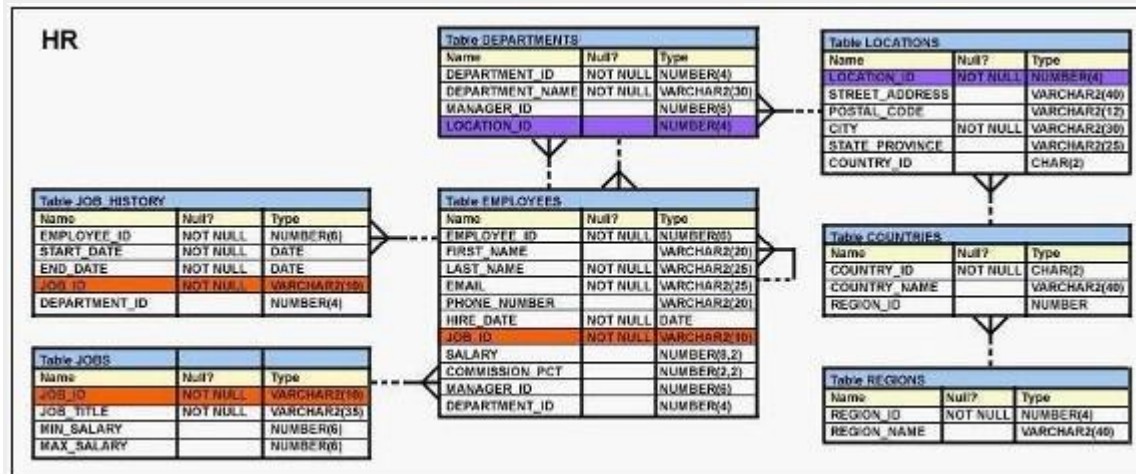 HR
Table DEPARTMENTS
Name Null? Type
DEPARTMENT_ID NOT NULL NUMBER(4)
DEPARTMENT_NAME NOT NULL VARCHAR2(30)
MANAGER_ID NUMBER(6)
LOCATION_ID NUMBER(4)
Table LOCATIONS
Name Null? Type
LOCATION_ID NOT NULL NUMBER(4)
STREET_ADDRESS VARCHAR2(40)
POSTAL_CODE VARCHAR2(12)
CITY NOT NULL VARCHAR2(30)
STATE_PROVINCE VARCHAR2(25)
COUNTRY_ID CHAR(2)
Table JOB_HISTORY
Name Null? Type
EMPLOYEE_ID NOT NULL NUMBER(6)
START_DATE NOT NULL DATE
END_DATE NOT NULL DATE
JOB_ID NOT NULL VARCHAR2(10)
DEPARTMENT_ID NUMBER(4)
Table EMPLOYEES
Name Null? Type
EMPLOYEE_ID NOT NULL NUMBER(6)
FIRST_NAME VARCHAR2(20)
LAST_NAME NOT NULL VARCHAR2(25)
EMAIL NOT NULL VARCHAR2(25)
PHONE_NUMBER VARCHAR2(20)
HIRE_DATE NOT NULL DATE
JOB_ID NOT NULL VARCHAR2(10)
SALARY NUMBER(8,2)
COMMISSION_PCT NUMBER(2,2)
MANAGER_ID NUMBER(6)
DEPARTMENT_ID NUMBER(4)
Table COUNTRIES
Name Null? Type
COUNTRY_ID NOT NULL CHAR(2)
COUNTRY_NAME VARCHAR2(40)
REGION_ID NUMBER
Table JOBS
Name Null? Type
JOB_ID NOT NULL VARCHAR2(10)
JOB_TITLE NOT NULL VARCHAR2(35)
MIN_SALARY NUMBER(6)
MAX_SALARY NUMBER(6)
Table REGIONS
Name Null? Type
REGION_ID NOT NULL NUMBER(4)
REGION_NAME VARCHAR2(40)